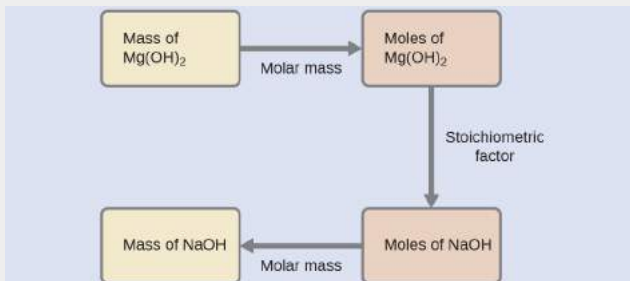 Mass of
Mg(OH)₂
Molar mass
Moles of
Mg(OH)₂
Stoichiometric
factor
Mass of NaOH
Molar mass
Moles of NaOH